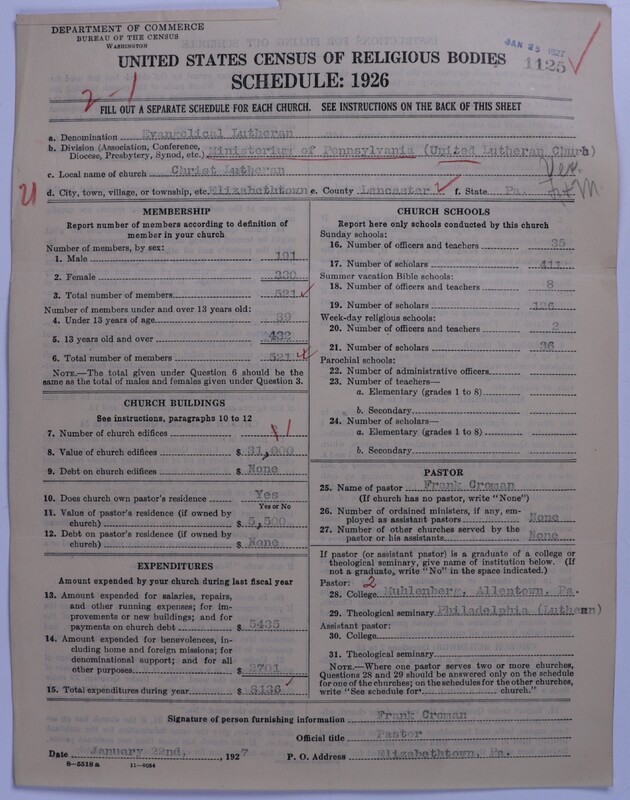 DEPARTMENT OF COMMERCE
BUREAU OF THE CENSUS
WASHINGTON
JAN 25 1927
1125
UNITED STATES CENSUS OF RELIGIOUS BODIES
SCHEDULE: 1926
2-1
FILL OUT A SEPARATE SCHEDULE FOR EACH CHURCH. SEE INSTRUCTIONS ON THE BACK OF THIS SHEET
a. Denomination Evangelical Lutheran
b. Division (Association, Conference, Diocese, Presbytery, Synod, etc.) Ministerium of Pennsylvania (United Lutheran Church)
c. Local name of church Christ Lutheran
d. City, town, village, or township, etc. Elizabethtown e. County Lancaster f. State Pa.
MEMBERSHIP
Report number of members according to definition of
member in your church
Number of members, by sex:
1. Male 191
2. Female 330
3. Total number of members 521
Number of members under and over 13 years old:
4. Under 13 years of age 89
5. 13 years old and over 432
6. Total number of members 521
NOTE.—The total given under Question 6 should be the
same as the total of males and females given under Question 3.
CHURCH BUILDINGS
See instructions, paragraphs 10 to 12
7. Number of church edifices 1
8. Value of church edifices $ 31,000
9. Debt on church edifices $ None
10. Does church own pastor's residence Yes
Yes or No
11. Value of pastor's residence (if owned by
church) $ 5,500
12. Debt on pastor's residence (if owned by
church) $ None
EXPENDITURES
Amount expended by your church during last fiscal year
13. Amount expended for salaries, repairs,
and other running expenses; for im-
provements or new buildings; and for
payments on church debt $ 5435
14. Amount expended for benevolences, in-
cluding home and foreign missions; for
denominational support; and for all
other purposes $ 2701
15. Total expenditures during year $ 8136
CHURCH SCHOOLS
Report here only schools conducted by this church
Sunday schools:
16. Number of officers and teachers 35
17. Number of scholars 411
Summer vacation Bible schools:
18. Number of officers and teachers 8
19. Number of scholars 126
Week-day religious schools:
20. Number of officers and teachers 2
21. Number of scholars 36
Parochial schools:
22. Number of administrative officers
23. Number of teachers—
a. Elementary (grades 1 to 8)
b. Secondary
24. Number of scholars—
a. Elementary (grades 1 to 8)
b. Secondary
PASTOR
25. Name of pastor Frank Croman
(If church has no pastor, write "None")
26. Number of ordained ministers, if any, em-
ployed as assistant pastors None
27. Number of other churches served by the
pastor or his assistants None
If pastor (or assistant pastor) is a graduate of a college or
theological seminary, give name of institution below. (If
not a graduate, write "No" in the space indicated.)
Pastor: 2
28. College Muhlenberg, Allentown, Pa.
29. Theological seminary Philadelphia (Lutheran)
Assistant pastor:
30. College
31. Theological seminary
NOTE.—Where one pastor serves two or more churches,
Questions 28 and 29 should be answered only on the schedule
for one of the churches; on the schedules for the other churches,
write "See schedule for church."
Signature of person furnishing information Frank Croman
Official title Pastor
Date January 22nd, , 1927 P. O. Address Elizabethtown, Pa.
8-5518 a 11-9054